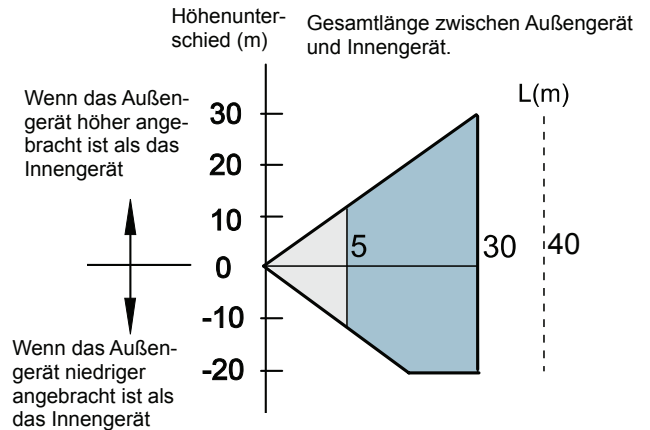 Höhenunter-
schied (m)
Gesamtlänge zwischen Außengerät
und Innengerät.
Wenn das Außen-
gerät höher ange-
bracht ist als das
Innengerät
L(m)
30
20
10
0
-10
-20
5
30
40
Wenn das Außen-
gerät niedriger
angebracht ist als
das Innengerät